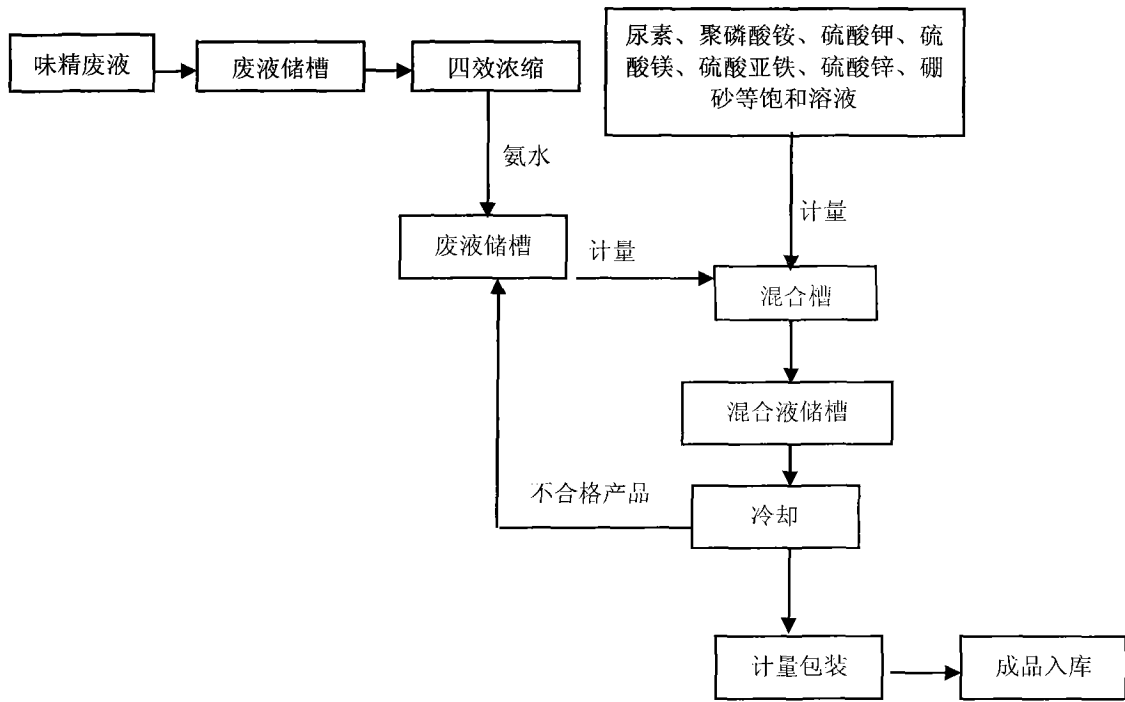 味精废液
废液储槽
四效浓缩
尿素、聚磷酸铵、硫酸钾、硫
酸镁、硫酸亚铁、硫酸锌、硼
砂等饱和溶液
氨水
计量
废液储槽
计量
混合槽
混合液储槽
不合格产品
冷却
计量包装
成品入库